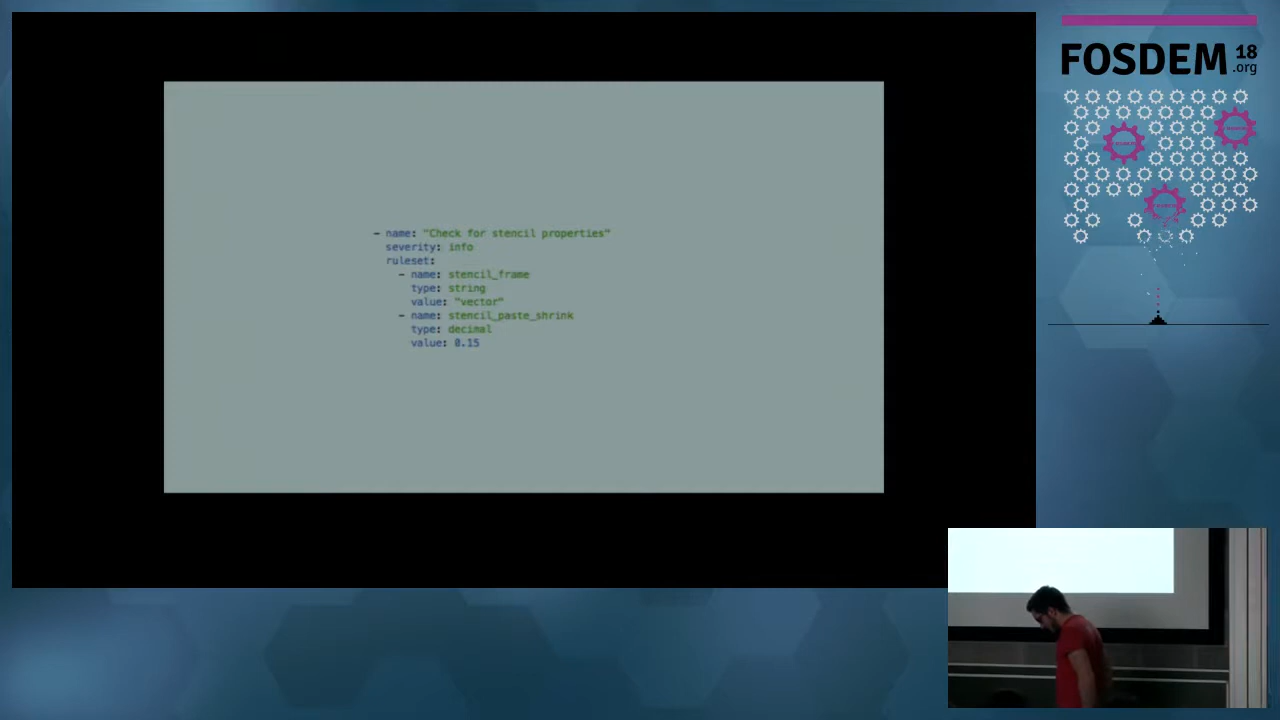 FOSDEM 18
.org
- name: "Check for stencil properties"
severity: info
ruleset:
- name: stencil_frame
type: string
value: "vector"
- name: stencil_paste_shrink
type: decimal
value: 0.15